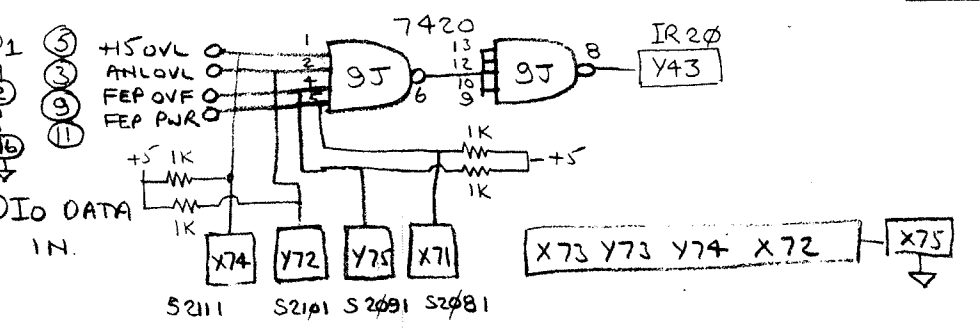 7420
IR2Ø
Y43
1 5 +15 OVL 1
3 ANLOVL 2
9 FEP OVF 4
11 FEP PWR 5
9J 6
13
12
10
9
9J 8
+5 1K
1K
1K
1K
+5
IO DATA
IN.
X74 Y72 Y75 X71
S2111 S21Ø1 S2Ø91 S2Ø81
X73 Y73 Y74 X72
X75